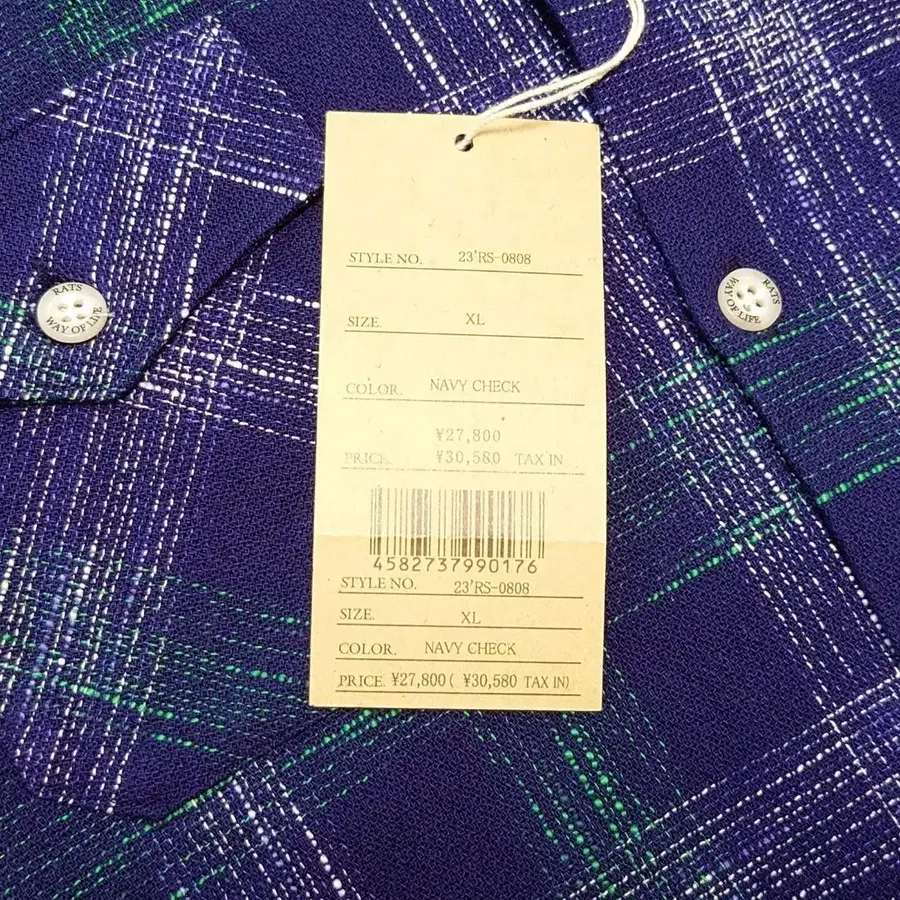 STYLE NO. 23'RS-0808
SIZE. XL
RATS
WAY OF LIFE
RATS
WAY OF LIFE
COLOR. NAVY CHECK
¥27,800
PRICE. ¥30,580 TAX IN
4582737990176
STYLE NO. 23'RS-0808
SIZE. XL
COLOR. NAVY CHECK
PRICE. ¥27,800 ( ¥30,580 TAX IN)